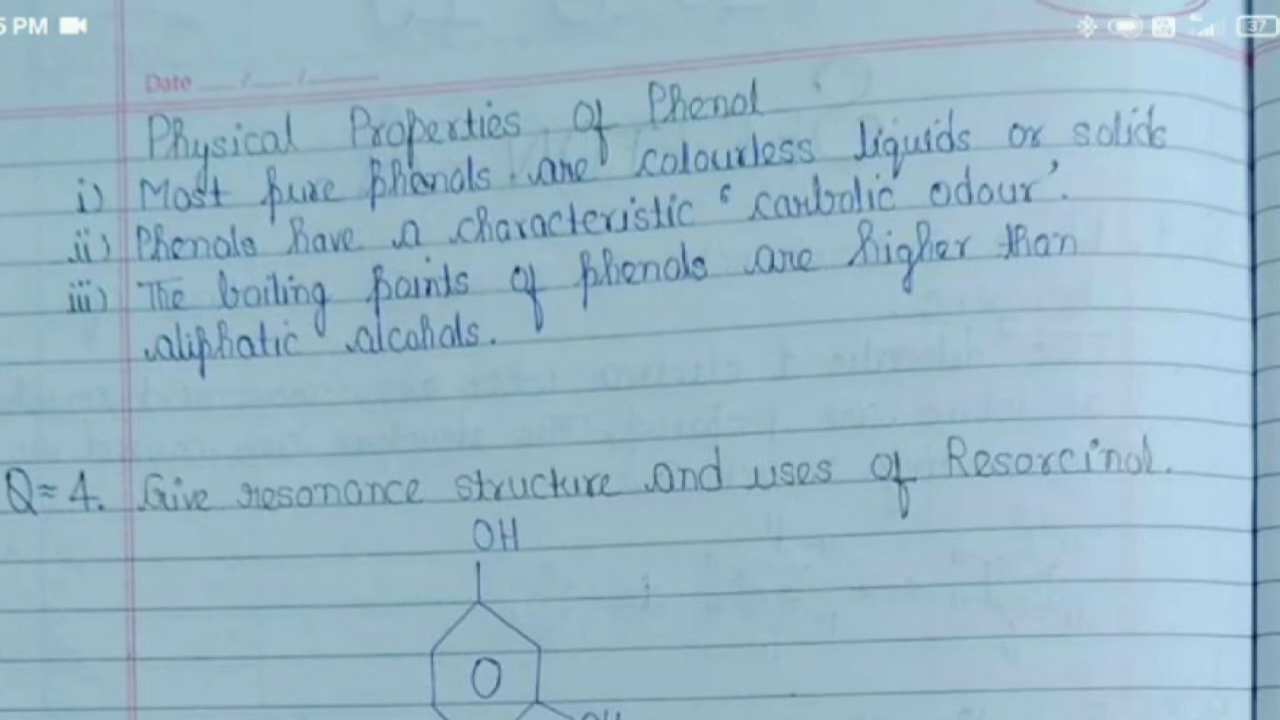 5 PM
37
Date
Physical Properties of Phenol
i) Most pure phenols are colourless liquids or solids
ii) Phenols have a characteristic 'carbolic odour'.
iii) The boiling points of phenols are higher than
aliphatic alcohols.
Q=4. Give resonance structure and uses of Resorcinol.
OH
OH